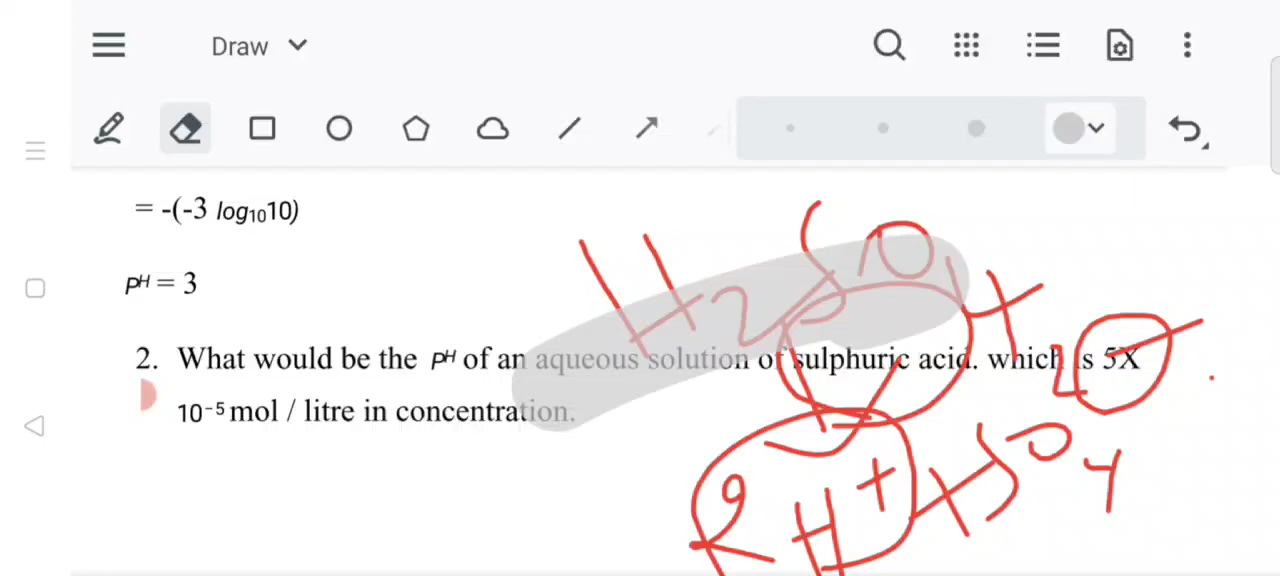 Draw
= -(-3 log₁₀10)
pH = 3
H2SO4
2. What would be the pH of an aqueous solution of sulphuric acid. which is 5X
10⁻⁵ mol / litre in concentration.
2H+ + SO4